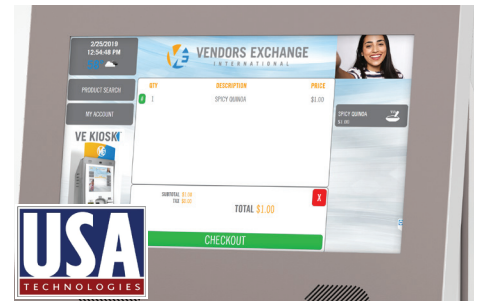 2/25/2019
12:54:48 PM
VENDORS EXCHANGE
INTERNATIONAL
PRODUCT SEARCH
MY ACCOUNT
VE KIOSK
QTY DESCRIPTION PRICE
1 SPICY QUINOA $1.00
SPICY QUINOA
$1.00
SUBTOTAL $1.00
TAX $0.00
TOTAL $1.00
X
CHECKOUT
USA
TECHNOLOGIES